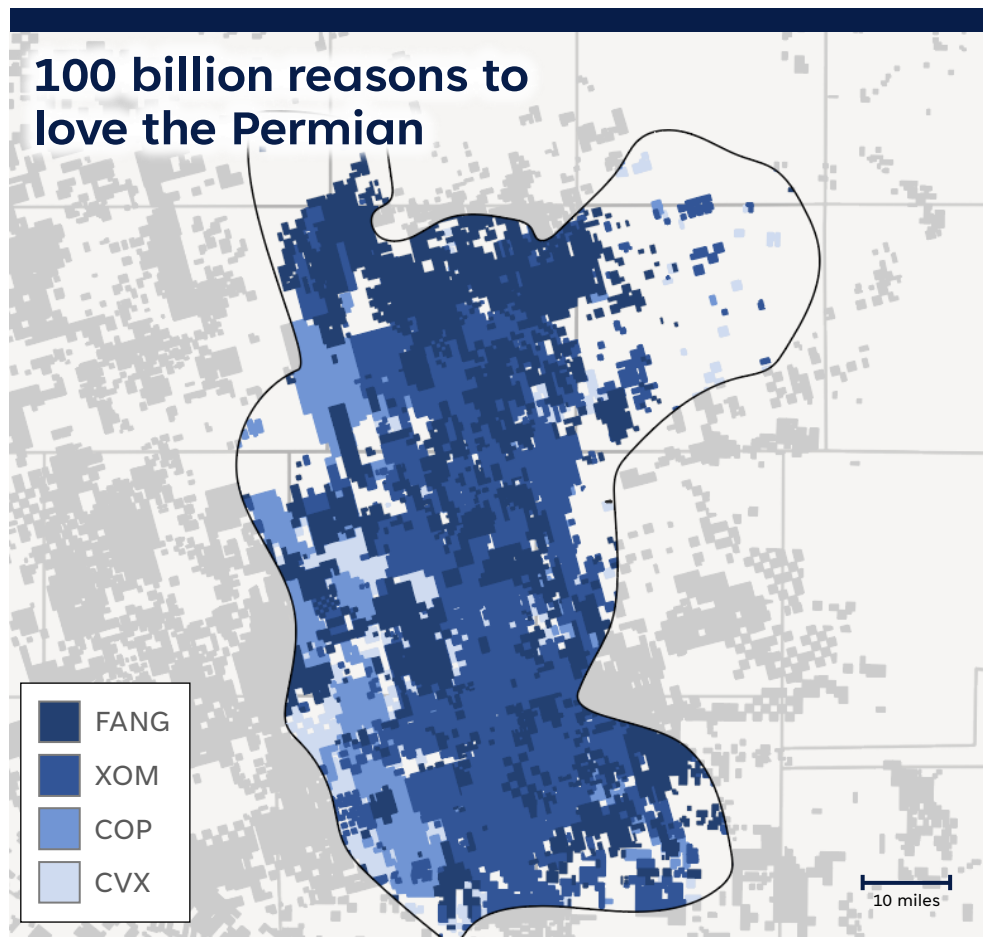 100 billion reasons to
love the Permian
FANG
XOM
COP
CVX
10 miles